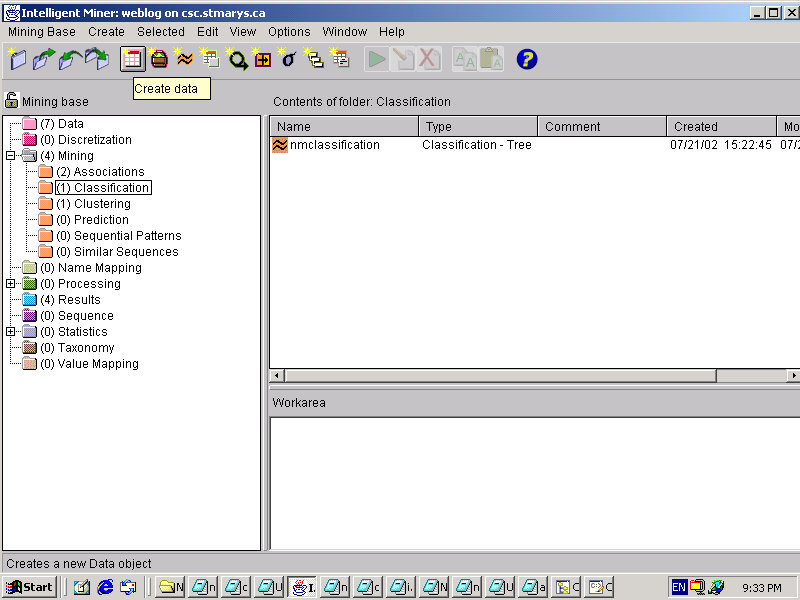 Intelligent Miner: weblog on csc.stmarys.ca
Mining Base Create Selected Edit View Options Window Help
Create data
Mining base
Contents of folder: Classification
(7) Data
(0) Discretization
(4) Mining
(2) Associations
(1) Classification
(1) Clustering
(0) Prediction
(0) Sequential Patterns
(0) Similar Sequences
(0) Name Mapping
(0) Processing
(4) Results
(0) Sequence
(0) Statistics
(0) Taxonomy
(0) Value Mapping
Name Type Comment Created Mo
nmclassification Classification - Tree 07/21/02 15:22:45 07/2
Workarea
Creates a new Data object
Start N n c U I. n c i. N n U a C C EN 9:33 PM